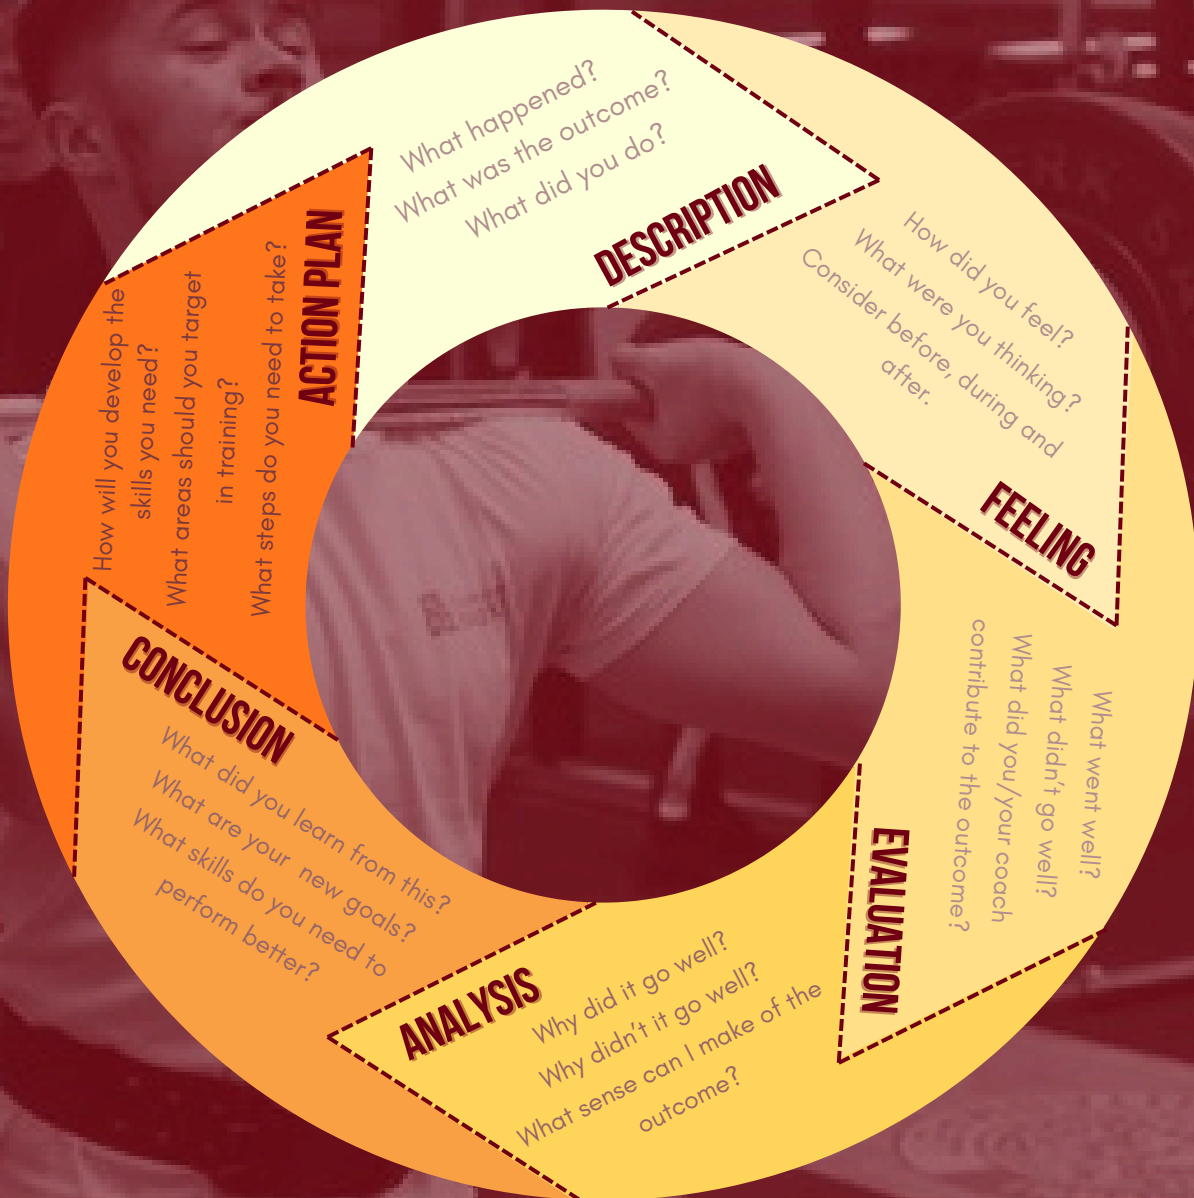 What happened?
What was the outcome?
What did you do?
DESCRIPTION
How did you feel?
What were you thinking?
Consider before, during and
after.
FEELING
What went well?
What didn't go well?
What did you/your coach
contribute to the outcome?
EVALUATION
ANALYSIS
Why did it go well?
Why didn't it go well?
What sense can I make of the
outcome?
CONCLUSION
What did you learn from this?
What are your new goals?
What skills do you need to
perform better?
How will you develop the
skills you need?
What areas should you target
in training?
What steps do you need to take?
ACTION PLAN